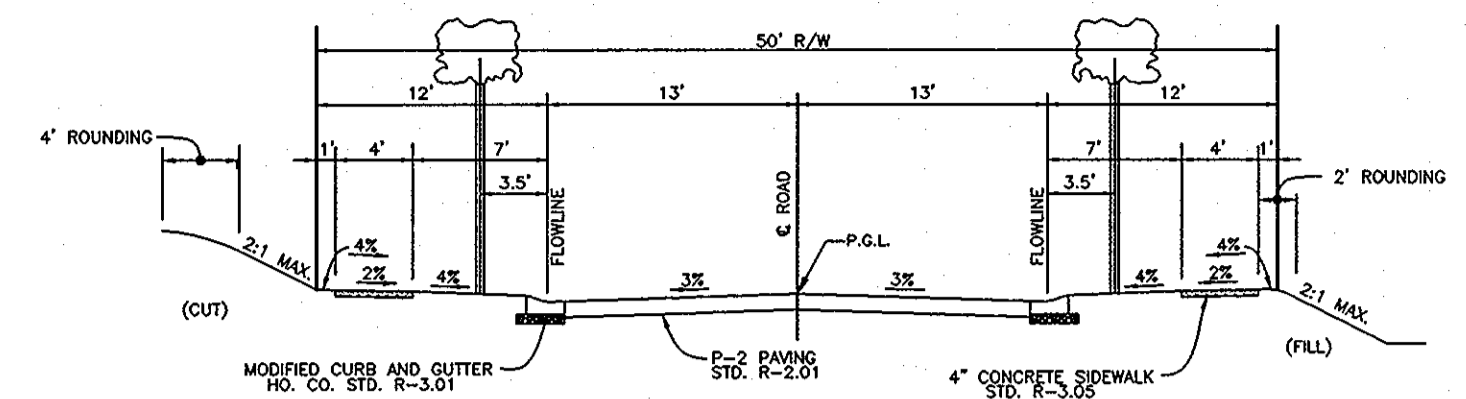 50' R/W
12' 13' 13' 12'
4' ROUNDING
1' 4' 7' 7' 4' 1'
2' ROUNDING
3.5' 3.5'
FLOWLINE
℄ ROAD
FLOWLINE
P.G.L.
2:1 MAX.
4%
2% 4%
3% 3%
4%
4% 2%
2:1 MAX.
(CUT)
(FILL)
MODIFIED CURB AND GUTTER
HO. CO. STD. R-3.01
P-2 PAVING
STD. R-2.01
4" CONCRETE SIDEWALK
STD. R-3.05